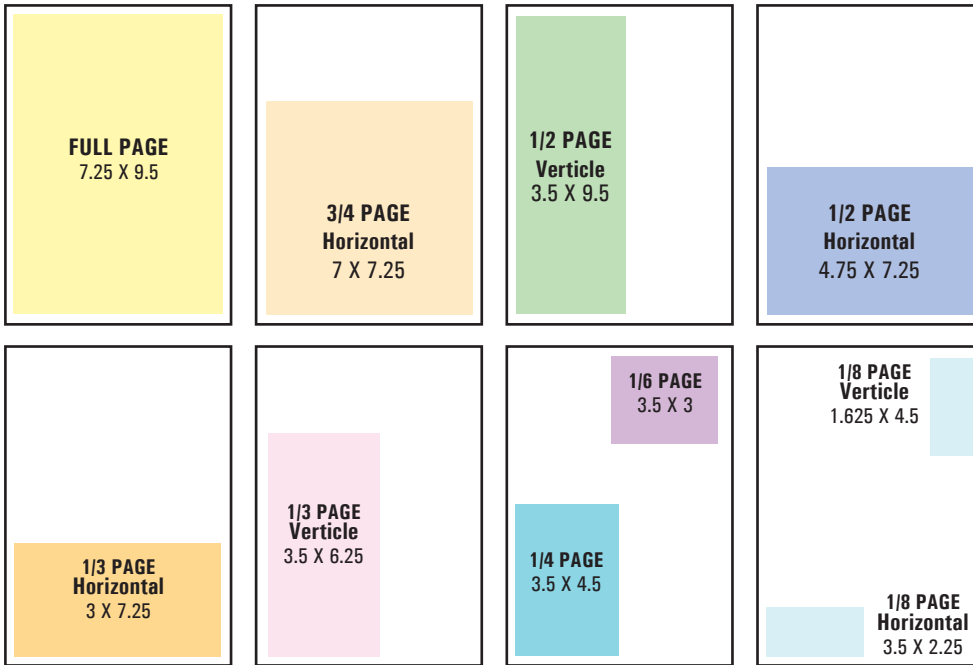 FULL PAGE
7.25 X 9.5
3/4 PAGE
Horizontal
7 X 7.25
1/2 PAGE
Verticle
3.5 X 9.5
1/2 PAGE
Horizontal
4.75 X 7.25
1/3 PAGE
Horizontal
3 X 7.25
1/3 PAGE
Verticle
3.5 X 6.25
1/6 PAGE
3.5 X 3
1/4 PAGE
3.5 X 4.5
1/8 PAGE
Verticle
1.625 X 4.5
1/8 PAGE
Horizontal
3.5 X 2.25